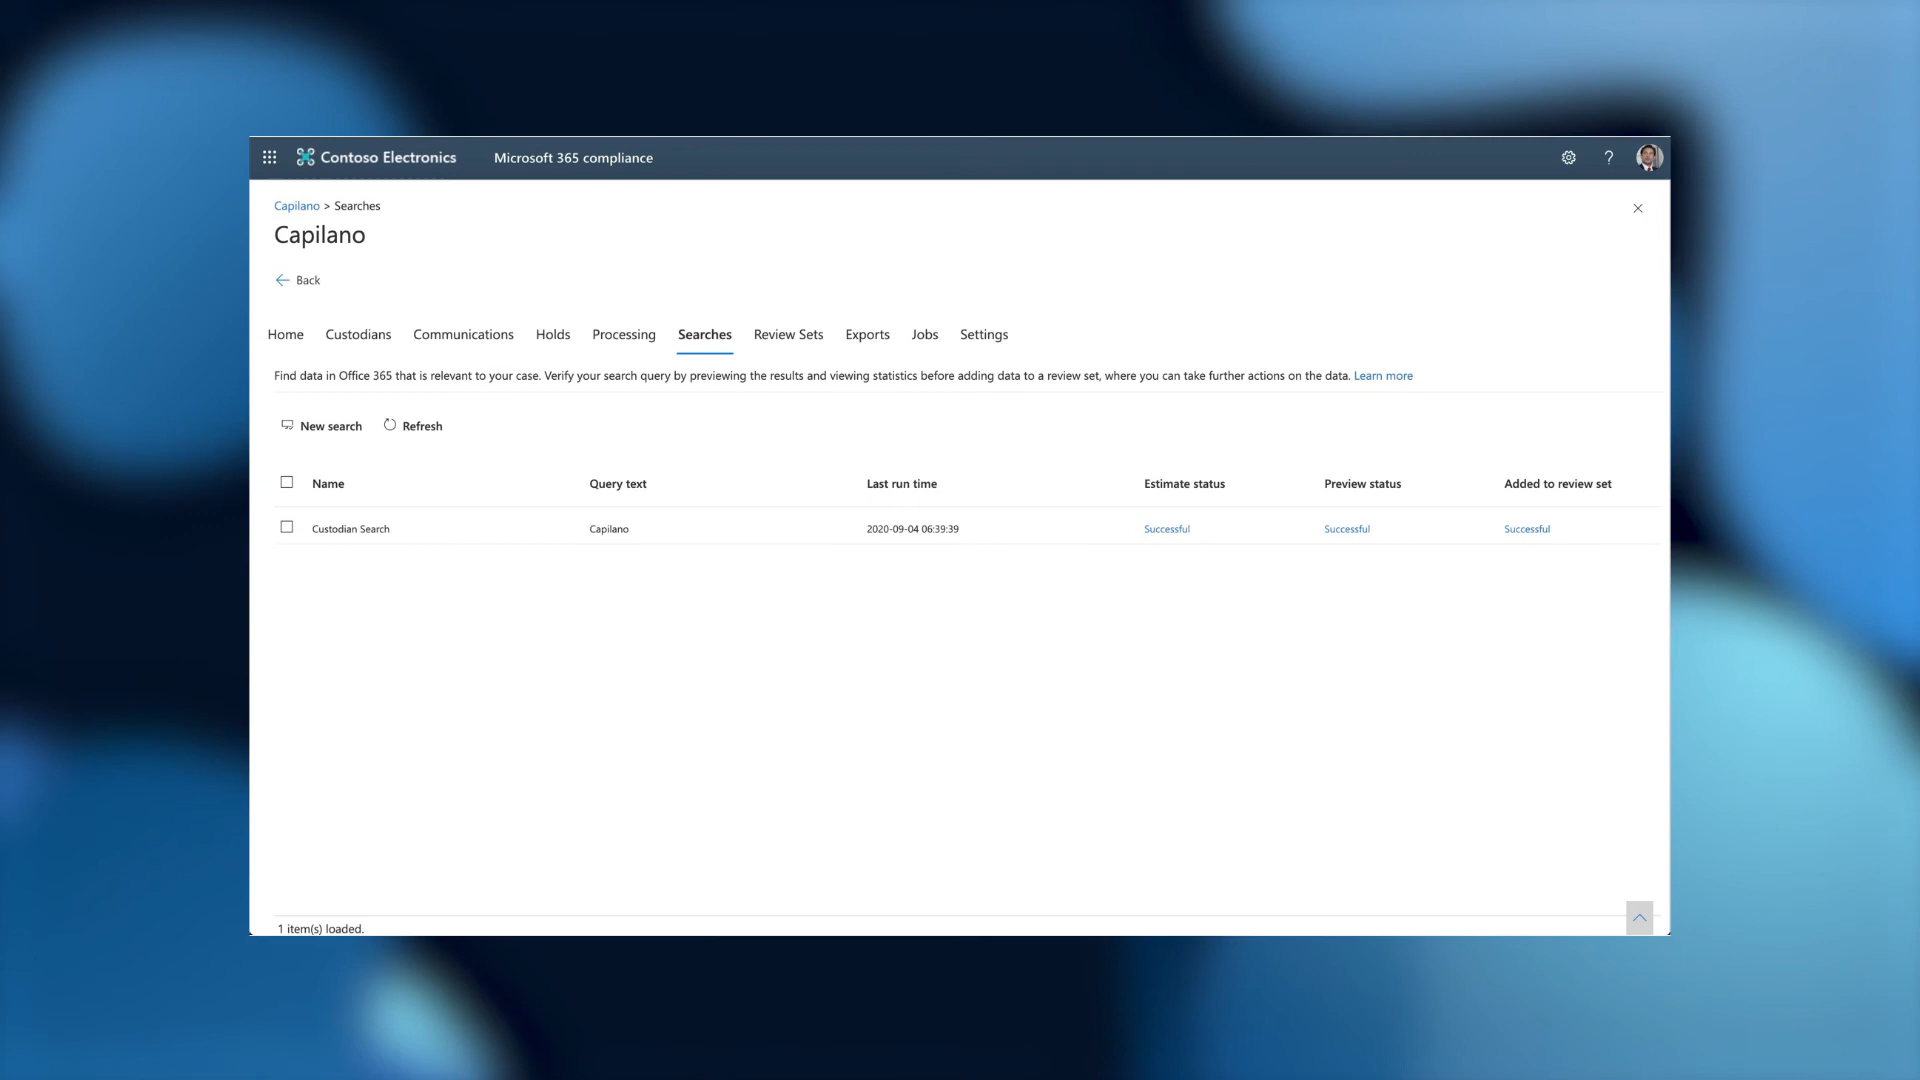 Contoso Electronics Microsoft 365 compliance ?
Capilano > Searches
Capilano
Back
Home Custodians Communications Holds Processing Searches Review Sets Exports Jobs Settings
Find data in Office 365 that is relevant to your case. Verify your search query by previewing the results and viewing statistics before adding data to a review set, where you can take further actions on the data. Learn more
New search Refresh
Name Query text Last run time Estimate status Preview status Added to review set
Custodian Search Capilano 2020-09-04 06:39:39 Successful Successful Successful
1 item(s) loaded.